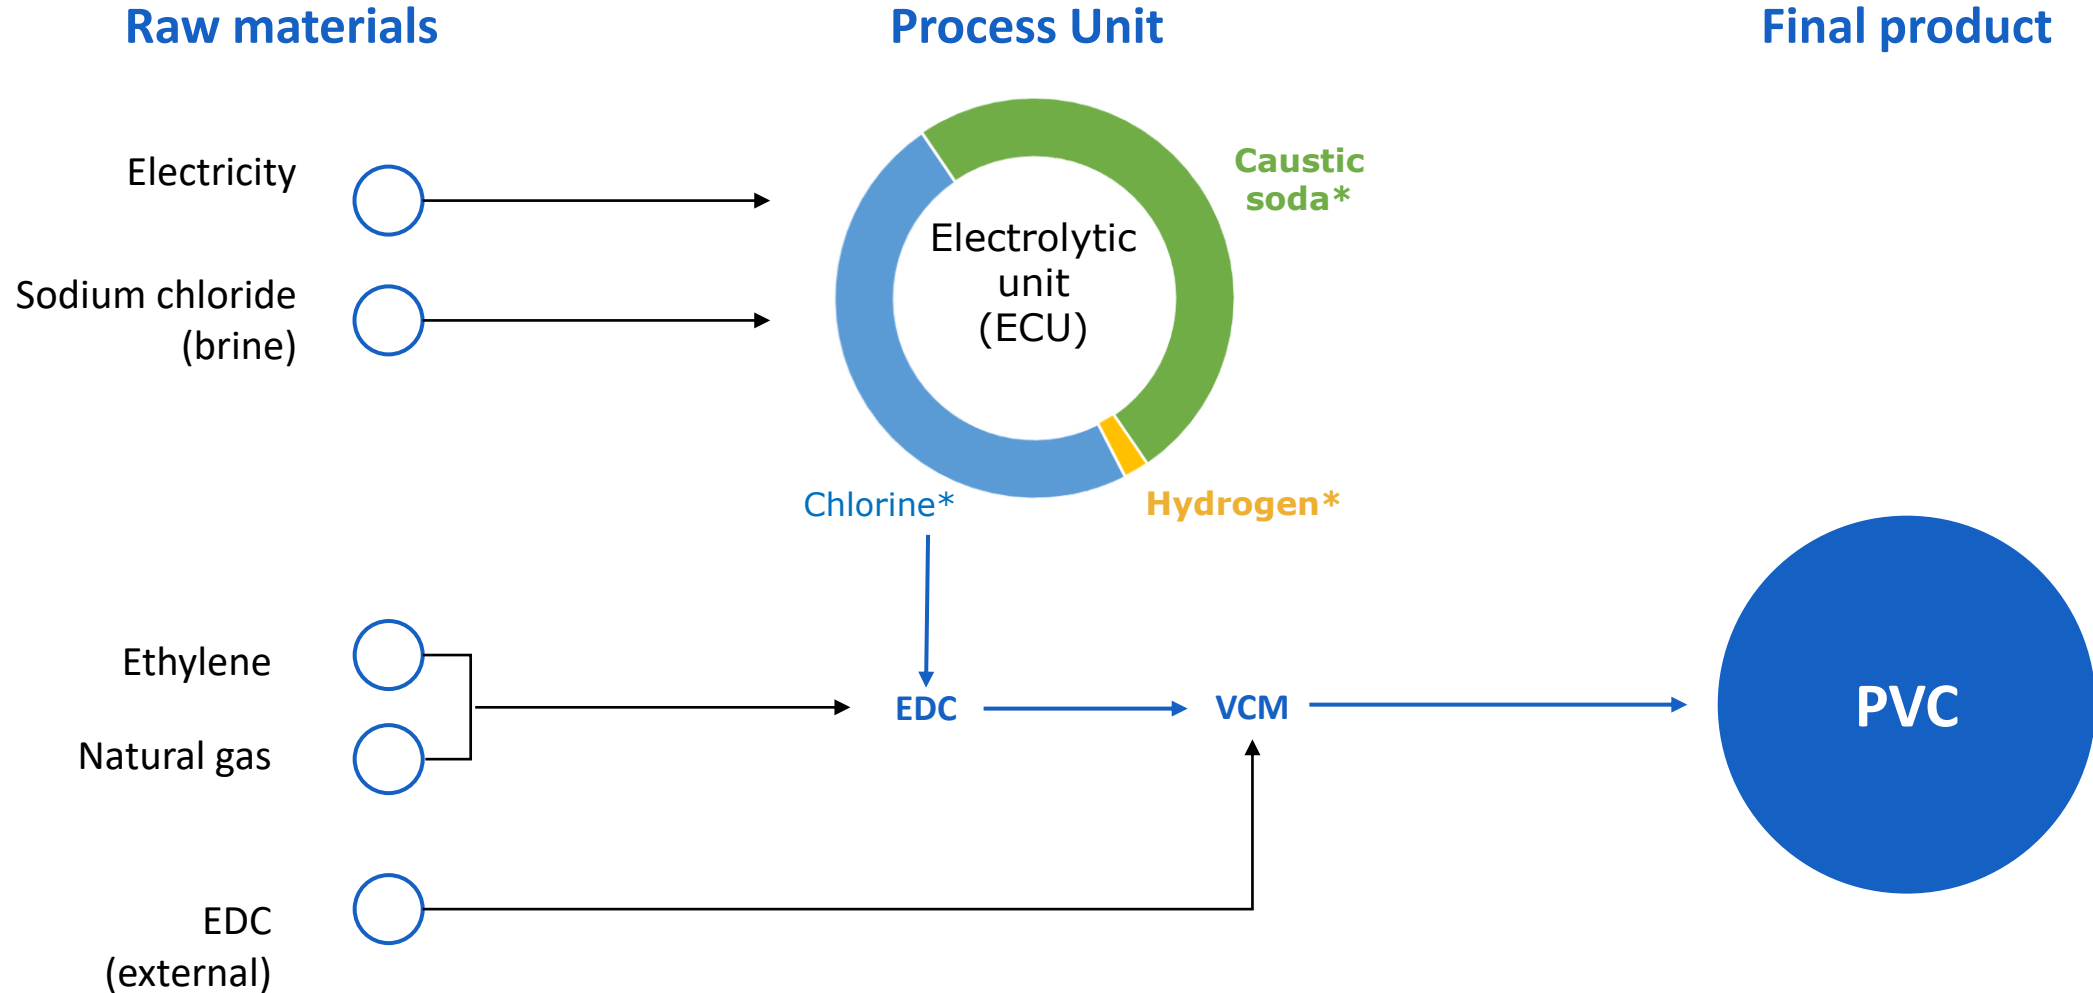 Raw materials
Process Unit
Final product
Electricity
Sodium chloride
(brine)
Electrolytic
unit
(ECU)
Caustic
soda*
Chlorine*
Hydrogen*
Ethylene
Natural gas
EDC
VCM
PVC
EDC
(external)